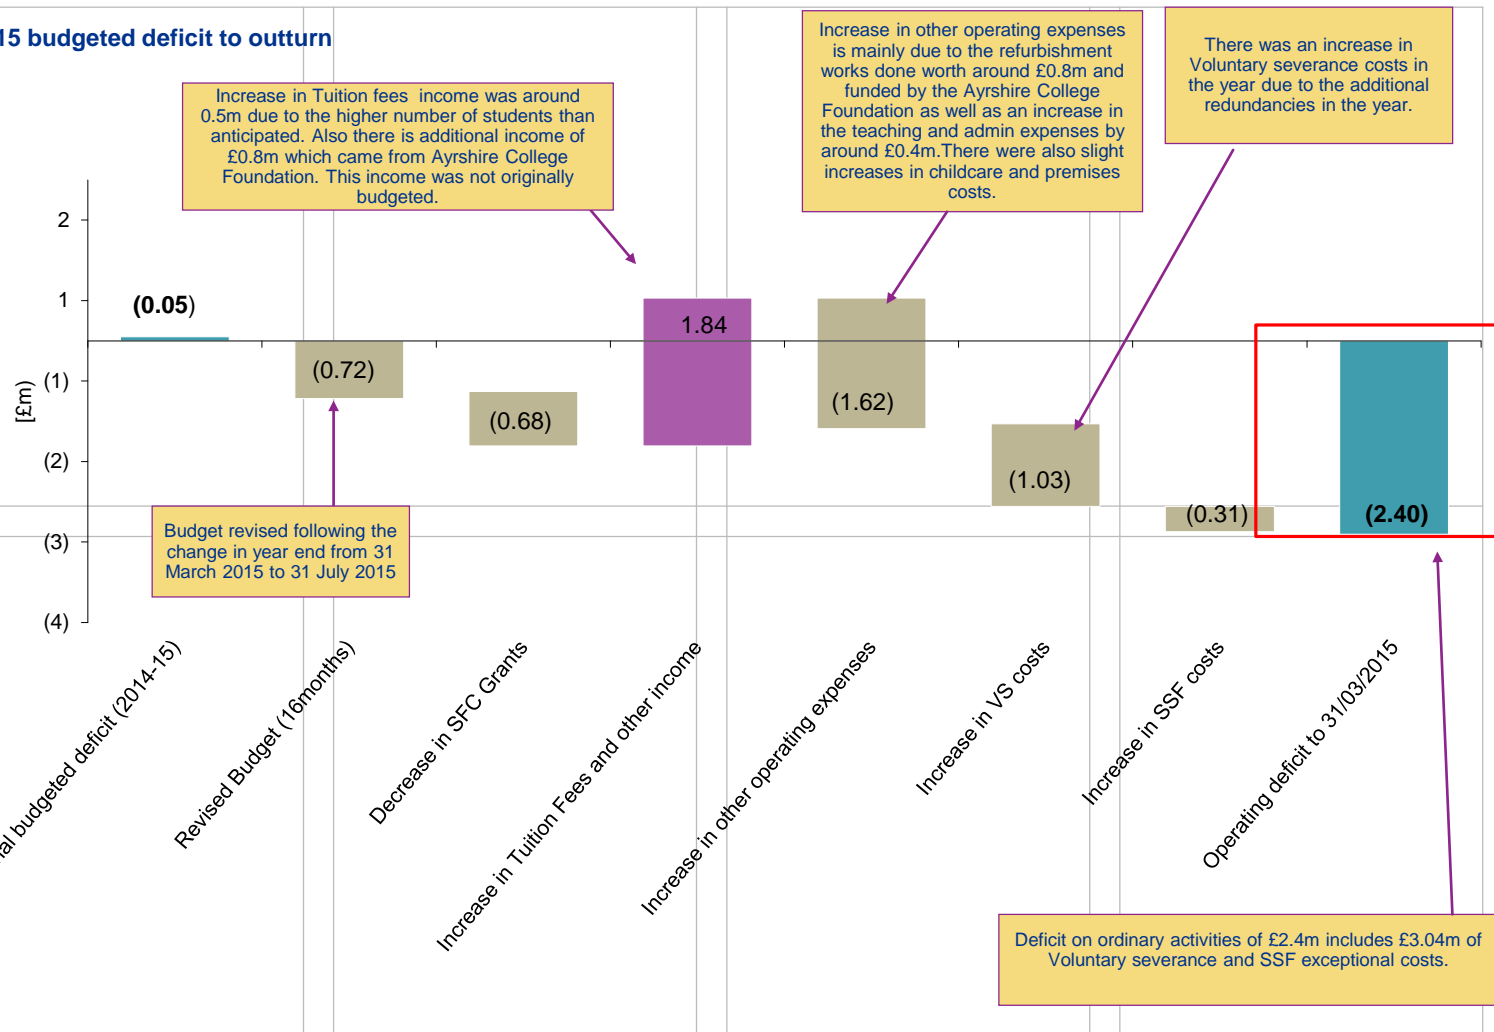 15 budgeted deficit to outturn
Increase in Tuition fees income was around
0.5m due to the higher number of students than
anticipated. Also there is additional income of
£0.8m which came from Ayrshire College
Foundation. This income was not originally
budgeted.
Increase in other operating expenses
is mainly due to the refurbishment
works done worth around £0.8m and
funded by the Ayrshire College
Foundation as well as an increase in
the teaching and admin expenses by
around £0.4m.There were also slight
increases in childcare and premises
costs.
There was an increase in
Voluntary severance costs in
the year due to the additional
redundancies in the year.
2
1
(1)
(2)
(3)
(4)
[£m)
(0.05)
(0.72)
(0.68)
1.84
(1.62)
(1.03)
(0.31)
(2.40)
Budget revised following the
change in year end from 31
March 2015 to 31 July 2015
nal budgeted deficit (2014-15)
Revised Budget (16months)
Decrease in SFC Grants
Increase in Tuition Fees and other income
Increase in other operating expenses
Increase in VS costs
Increase in SSF costs
Operating deficit to 31/03/2015
Deficit on ordinary activities of £2.4m includes £3.04m of
Voluntary severance and SSF exceptional costs.